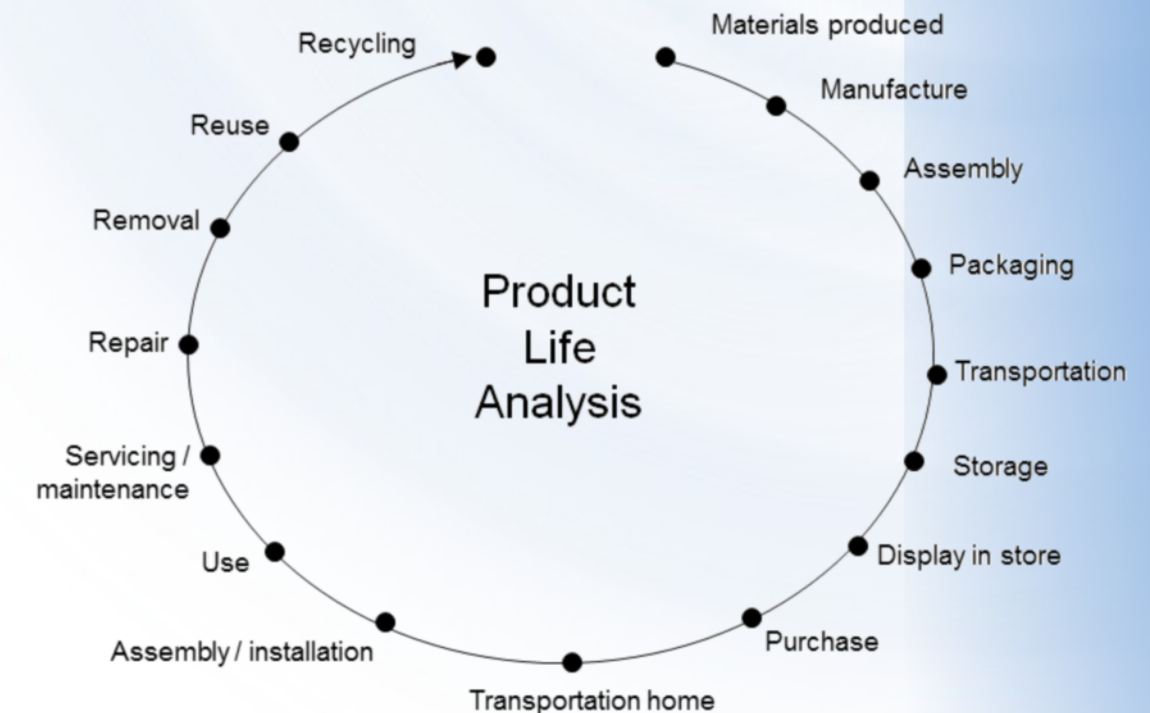 Materials produced
Recycling
Manufacture
Reuse
Assembly
Removal
Packaging
Product
Life
Analysis
Repair
Transportation
Servicing /
maintenance
Storage
Use
Display in store
Purchase
Assembly / installation
Transportation home